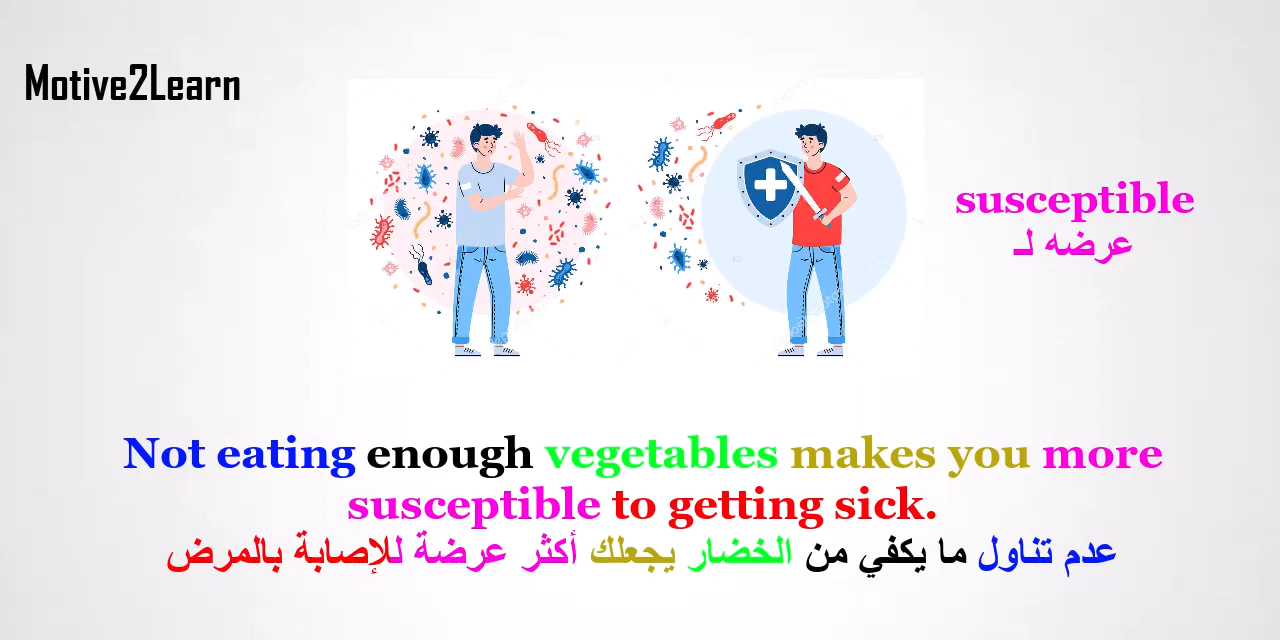 Motive2Learn
susceptible
عرضه لـ
Not eating enough vegetables makes you more
susceptible to getting sick.
عدم تناول ما يكفي من الخضار يجعلك أكثر عرضة للإصابة بالمرض